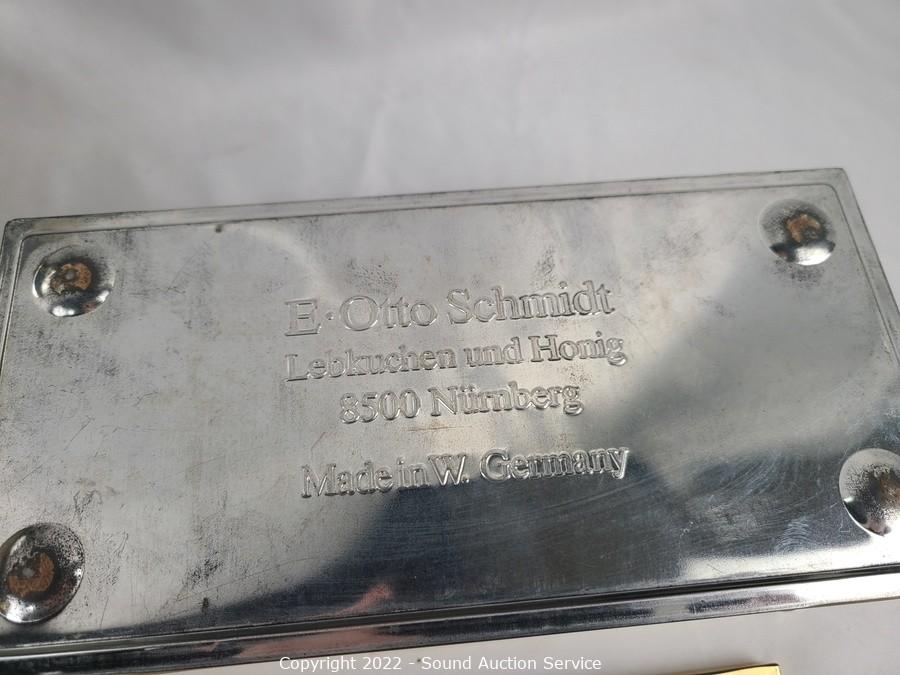 E·Otto Schmidt
Lebkuchen und Honig
8500 Nürnberg
Made in W. Germany
Copyright 2022 - Sound Auction Service